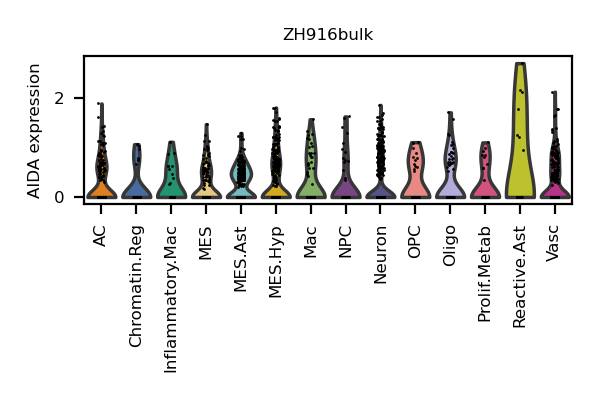 ZH916bulk
AIDA expression
2
0
AC
Chromatin.Reg
Inflammatory.Mac
MES
MES.Ast
MES.Hyp
Mac
NPC
Neuron
OPC
Oligo
Prolif.Metab
Reactive.Ast
Vasc